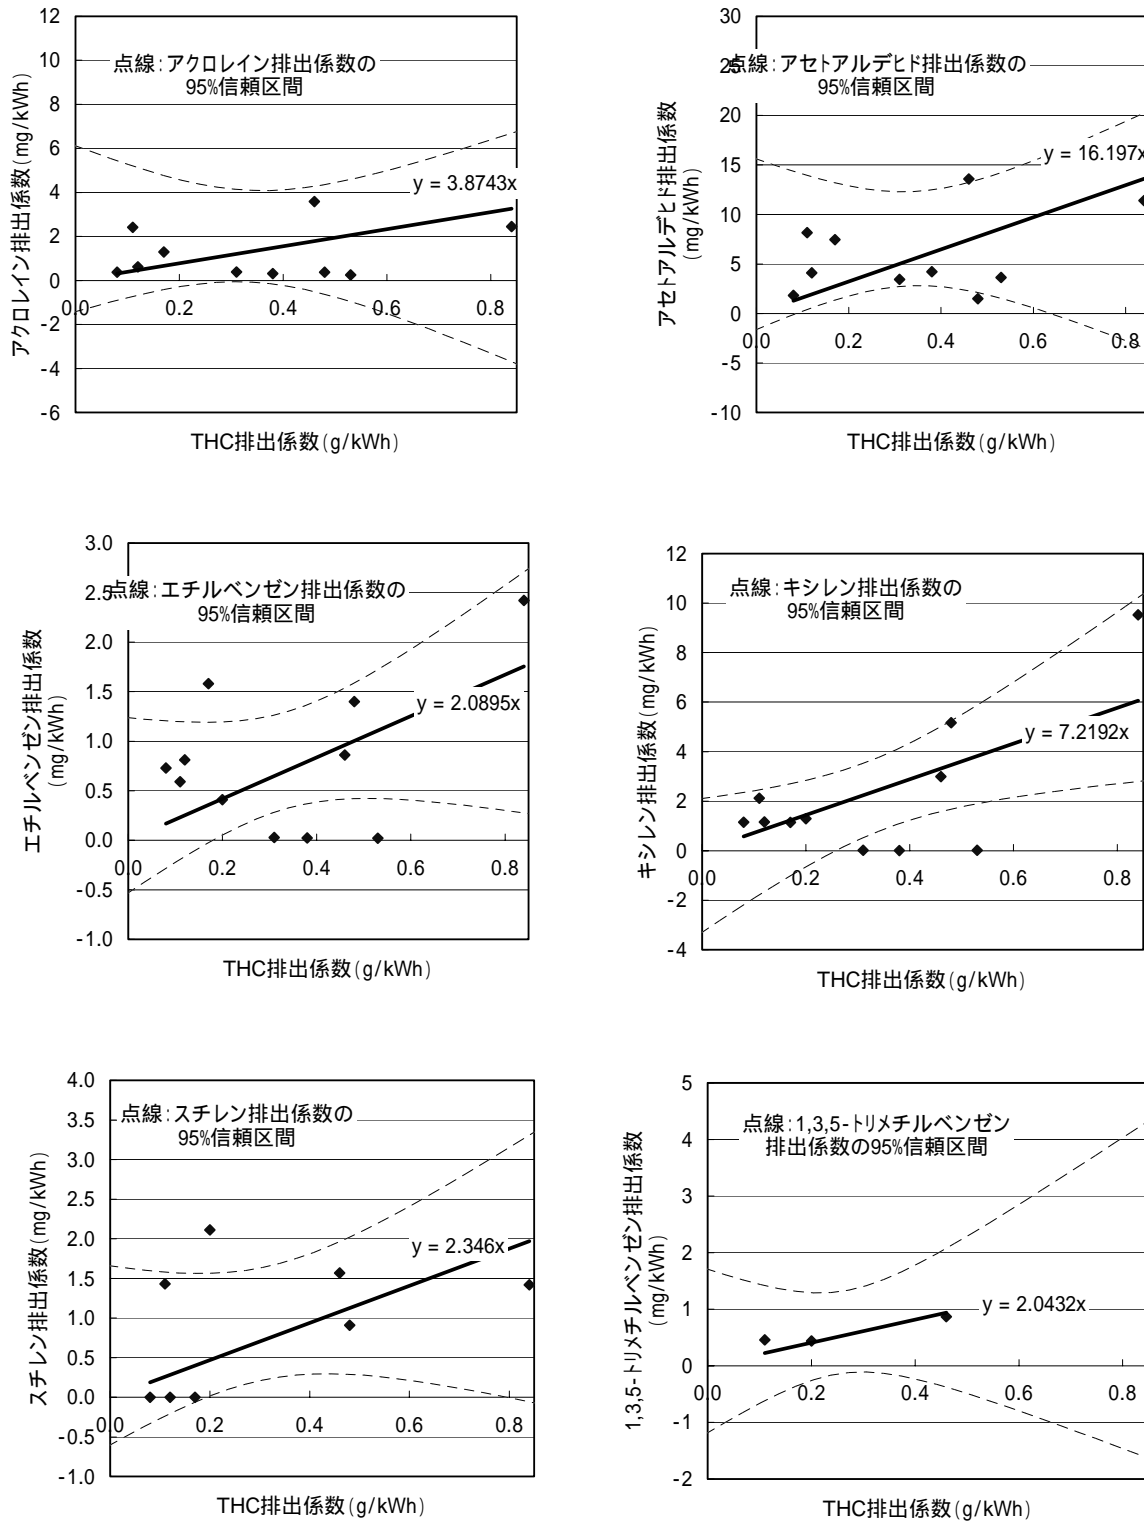 12
10
8
6
4
2
0
-2
-4
-6
アクロレイン排出係数(mg/kWh)
点線:アクロレイン排出係数の
95%信頼区間
y = 3.8743x
0.0 0.2 0.4 0.6 0.8
THC排出係数(g/kWh)
30
25
20
15
10
5
0
-5
-10
アセトアルデヒド排出係数
(mg/kWh)
点線:アセトアルデヒド排出係数の
95%信頼区間
y = 16.197x
0.0 0.2 0.4 0.6 0.8
THC排出係数(g/kWh)
3.0
2.5
2.0
1.5
1.0
0.5
0.0
-0.5
-1.0
エチルベンゼン排出係数
(mg/kWh)
点線:エチルベンゼン排出係数の
95%信頼区間
y = 2.0895x
0.0 0.2 0.4 0.6 0.8
THC排出係数(g/kWh)
12
10
8
6
4
2
0
-2
-4
キシレン排出係数(mg/kWh)
点線:キシレン排出係数の
95%信頼区間
y = 7.2192x
0.0 0.2 0.4 0.6 0.8
THC排出係数(g/kWh)
4.0
3.5
3.0
2.5
2.0
1.5
1.0
0.5
0.0
-0.5
-1.0
スチレン排出係数(mg/kWh)
点線:スチレン排出係数の
95%信頼区間
y = 2.346x
0.0 0.2 0.4 0.6 0.8
THC排出係数(g/kWh)
5
4
3
2
1
0
-1
-2
1,3,5-トリメチルベンゼン排出係数
(mg/kWh)
点線:1,3,5-トリメチルベンゼン
排出係数の95%信頼区間
y = 2.0432x
0.0 0.2 0.4 0.6 0.8
THC排出係数(g/kWh)